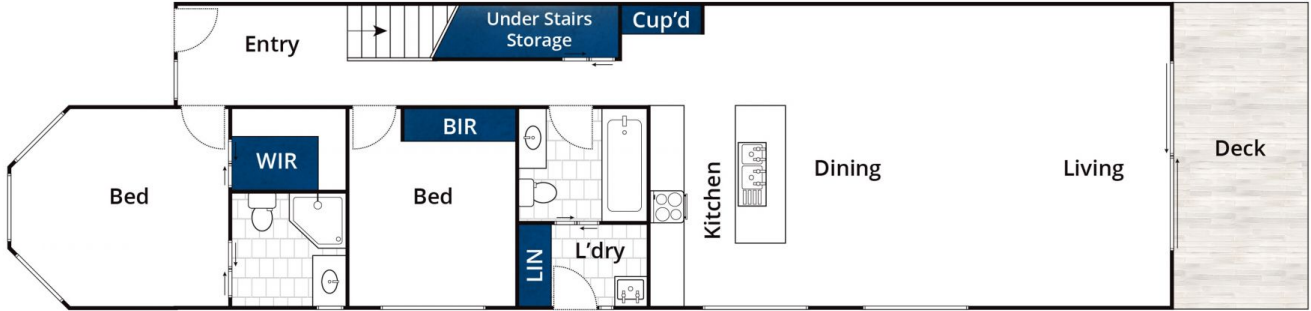 Entry
Under Stairs
Storage
Cup’d
Bed
WIR
BIR
Bed
LIN
L’dry
Kitchen
Dining
Living
Deck